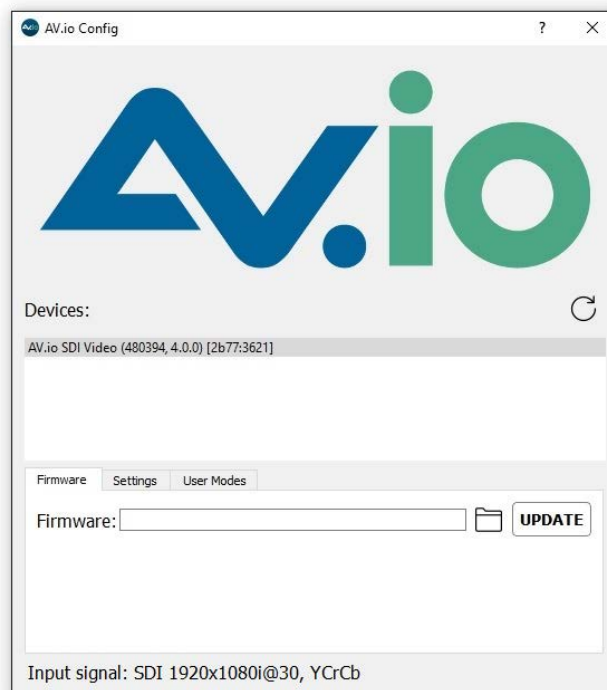 AV.io Config
AV.io
Devices:
AV.io SDI Video (480394, 4.0.0) [2b77:3621]
Firmware Settings User Modes
Firmware: UPDATE
Input signal: SDI 1920x1080i@30, YCrCb